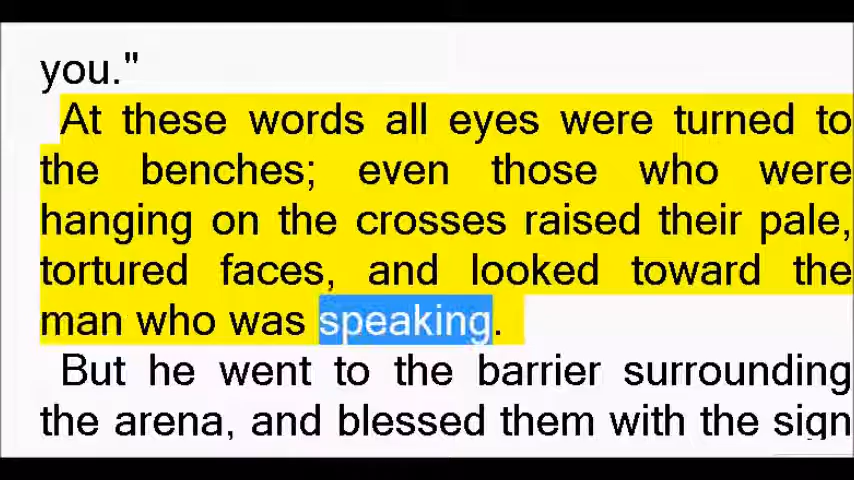 you."
At these words all eyes were turned to
the benches; even those who were
hanging on the crosses raised their pale,
tortured faces, and looked toward the
man who was speaking.
But he went to the barrier surrounding
the arena, and blessed them with the sign